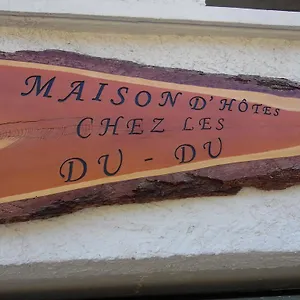 MAISON D'HÔTES
CHEZ LES
DU - DU